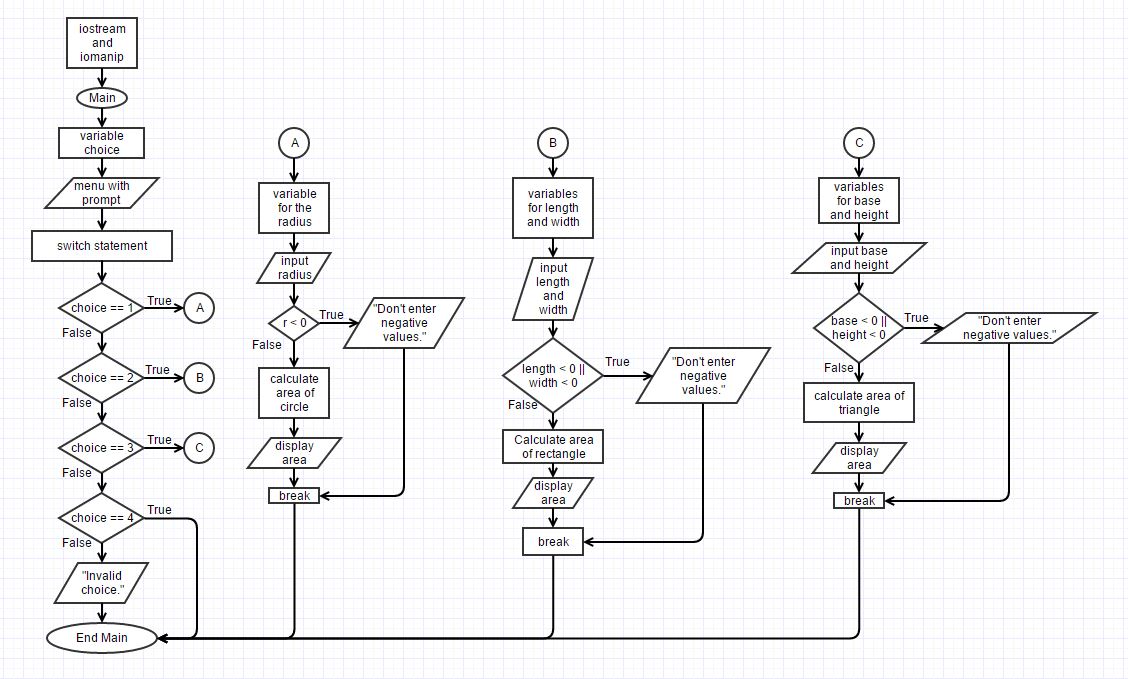 iostream
and
iomanip
Main
variable
choice
menu with
prompt
switch statement
choice == 1
True
A
False
choice == 2
True
B
False
choice == 3
True
C
False
choice == 4
True
False
"Invalid
choice."
End Main
A
variable
for the
radius
input
radius
r < 0
True
"Don't enter
negative
values."
False
calculate
area of
circle
display
area
break
B
variables
for length
and width
input
length
and
width
length < 0 ||
width < 0
True
"Don't enter
negative
values."
False
Calculate area
of rectangle
display
area
break
C
variables
for base
and height
input base
and height
base < 0 ||
height < 0
True
"Don't enter
negative values."
False
calculate area of
triangle
display
area
break